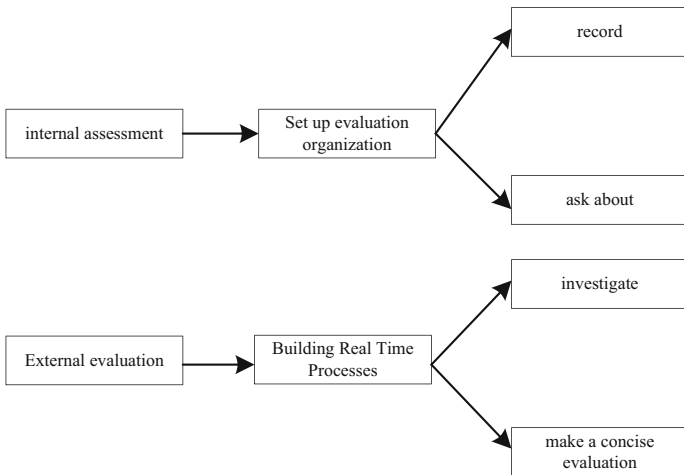 record
internal assessment
Set up evaluation
organization
ask about
investigate
External evaluation
Building Real Time
Processes
make a concise
evaluation